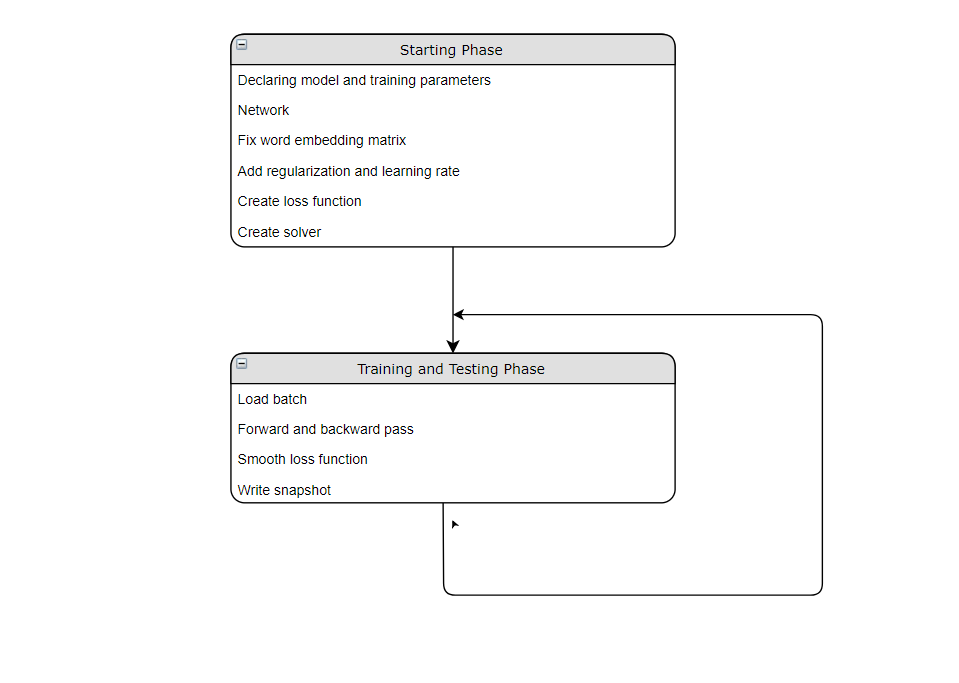 Starting Phase
Declaring model and training parameters
Network
Fix word embedding matrix
Add regularization and learning rate
Create loss function
Create solver
Training and Testing Phase
Load batch
Forward and backward pass
Smooth loss function
Write snapshot